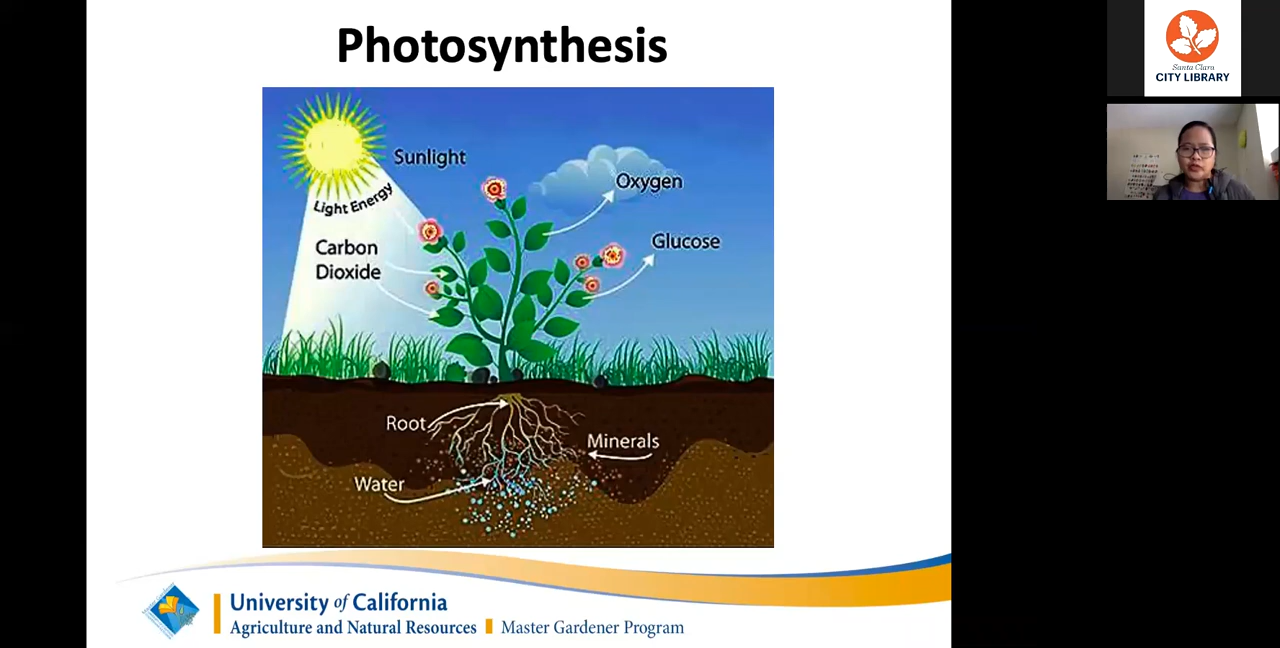 Photosynthesis
Sunlight
Light Energy
Oxygen
Carbon
Dioxide
Glucose
Root
Minerals
Water
University of California
Agriculture and Natural Resources Master Gardener Program
Santa Clara
CITY LIBRARY